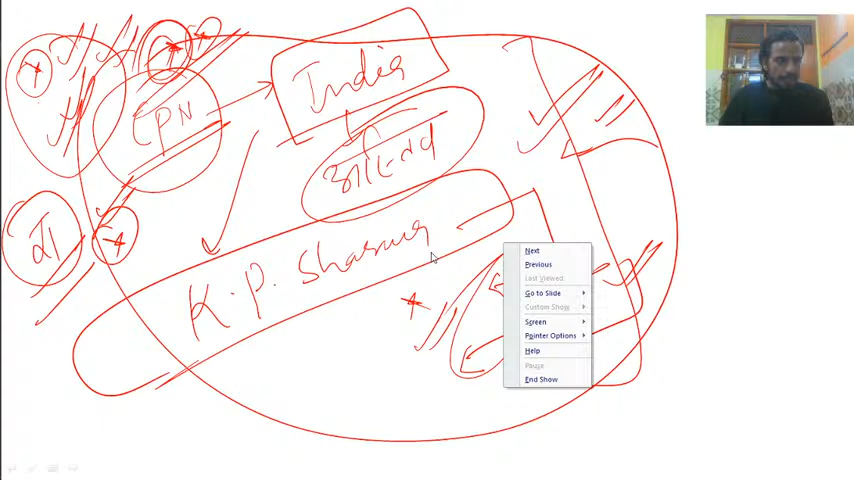 India
CPN
K. P. Sharma
Next
Previous
Last Viewed
Go to Slide
Custom Show
Screen
Pointer Options
Help
Pause
End Show